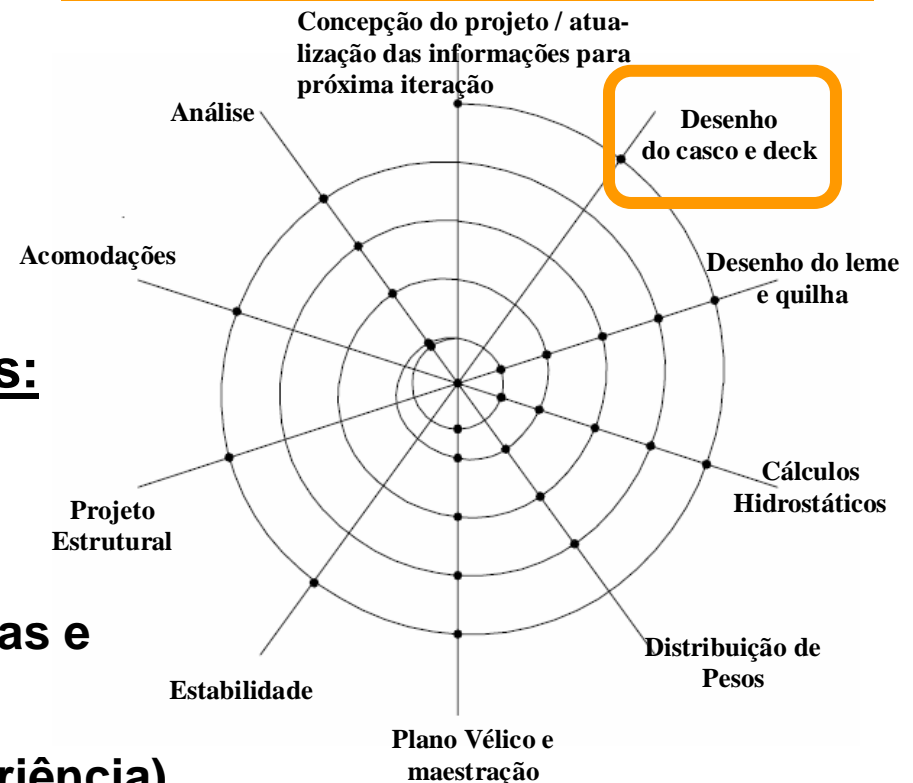 Concepção do projeto / atua-
lização das informações para
próxima iteração
Análise
Desenho
do casco e deck
Acomodações
Desenho do leme
e quilha
s:
Projeto
Estrutural
Cálculos
Hidrostáticos
as e
Estabilidade
Distribuição de
Pesos
Plano Vélico e
maestração
riência)